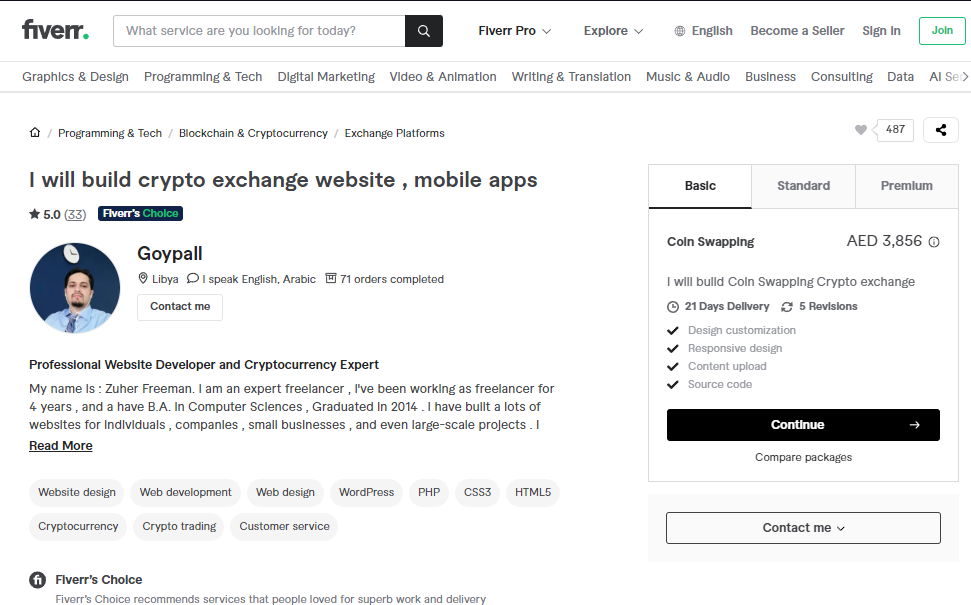 fiverr.
What service are you looking for today?
Fiverr Pro
Explore
English
Become a Seller
Sign In
Join
Graphics & Design
Programming & Tech
Digital Marketing
Video & Animation
Writing & Translation
Music & Audio
Business
Consulting
Data
AI Se
/ Programming & Tech / Blockchain & Cryptocurrency / Exchange Platforms
487
I will build crypto exchange website , mobile apps
5.0 (33) Fiverr's Choice
Goypall
Libya I speak English, Arabic 71 orders completed
Contact me
Professional Website Developer and Cryptocurrency Expert
My name is : Zuher Freeman. I am an expert freelancer , I've been working as freelancer for
4 years , and a have B.A. in Computer Sciences , Graduated in 2014 . I have built a lots of
websites for individuals , companies , small businesses , and even large-scale projects . I
Read More
Website design
Web development
Web design
WordPress
PHP
CSS3
HTML5
Cryptocurrency
Crypto trading
Customer service
fi
Fiverr's Choice
Fiverr's Choice recommends services that people loved for superb work and delivery
Basic
Standard
Premium
Coin Swapping AED 3,856
I will build Coin Swapping Crypto exchange
21 Days Delivery 5 Revisions
Design customization
Responsive design
Content upload
Source code
Continue
Compare packages
Contact me